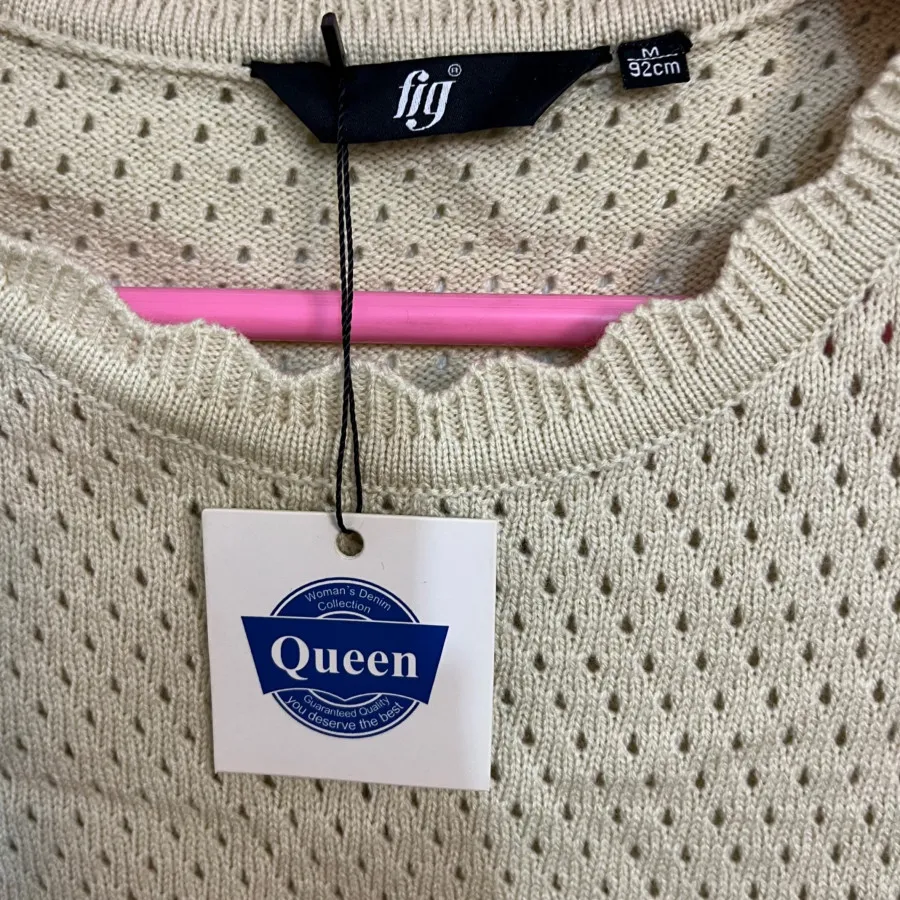 fig®
M
92cm
Woman's Denim
Collection
Queen
Guaranteed Quality
you deserve the best